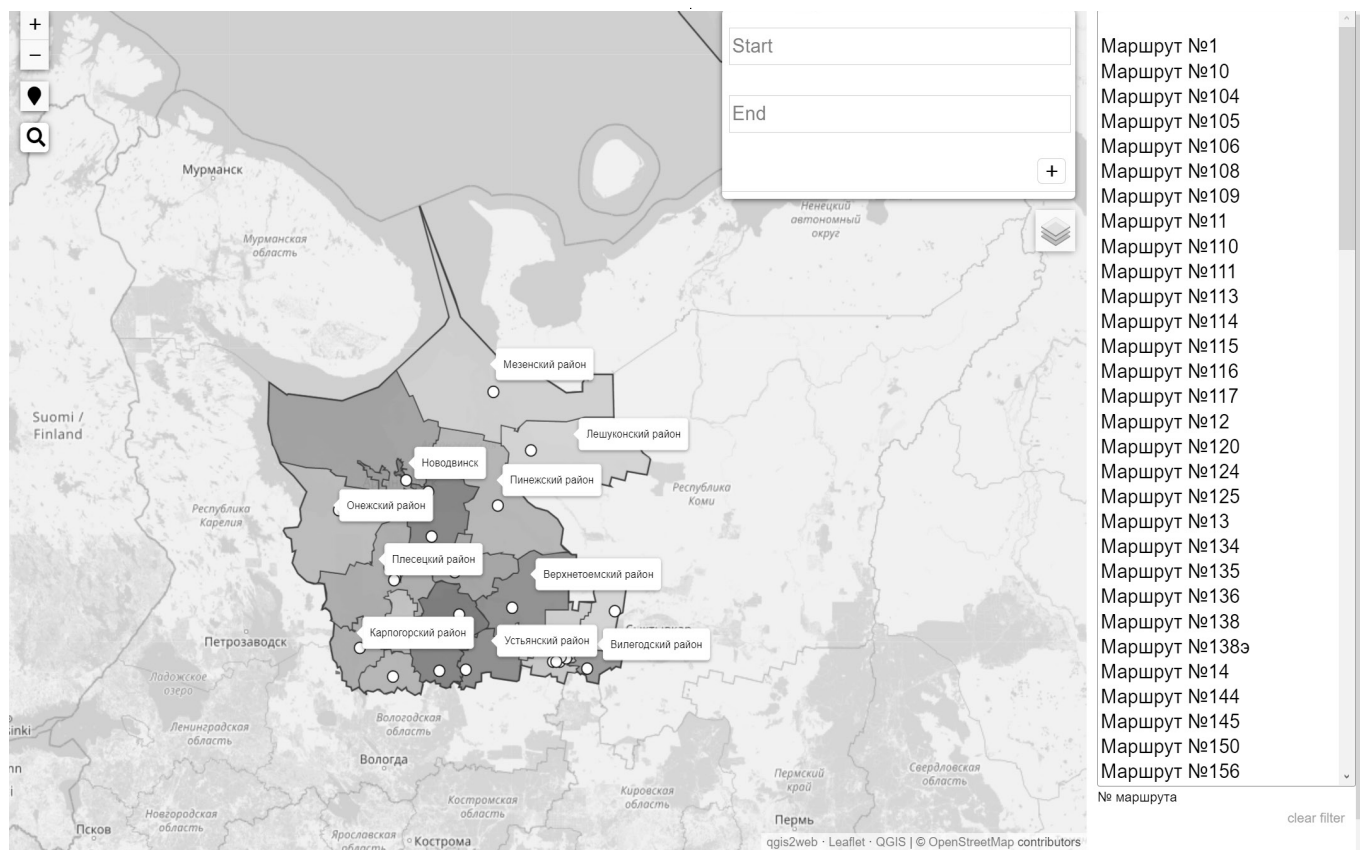 +
−
Start
End
+
Мурманск
Мурманская
область
Ненецкий
автономный
округ
Suomi /
Finland
Республика
Карелия
Республика
Коми
Мезенский район
Лешуконский район
Новодвинск
Пинежский район
Онежский район
Плесецкий район
Верхнетоемский район
Карпогорский район
Устьянский район
Вилегодский район
Петрозаводск
Ладожское
озеро
Ленинградская
область
Вологодская
область
Вологда
sinki
Псков
Новгородская
область
Ярославская
область
Костромская
область
Кострома
Кировская
область
Пермский
край
Пермь
Свердловская
область
qgis2web · Leaflet · QGIS | © OpenStreetMap contributors
Маршрут №1
Маршрут №10
Маршрут №104
Маршрут №105
Маршрут №106
Маршрут №108
Маршрут №109
Маршрут №11
Маршрут №110
Маршрут №111
Маршрут №113
Маршрут №114
Маршрут №115
Маршрут №116
Маршрут №117
Маршрут №12
Маршрут №120
Маршрут №124
Маршрут №125
Маршрут №13
Маршрут №134
Маршрут №135
Маршрут №136
Маршрут №138
Маршрут №138э
Маршрут №14
Маршрут №144
Маршрут №145
Маршрут №150
Маршрут №156
№ маршрута
clear filter